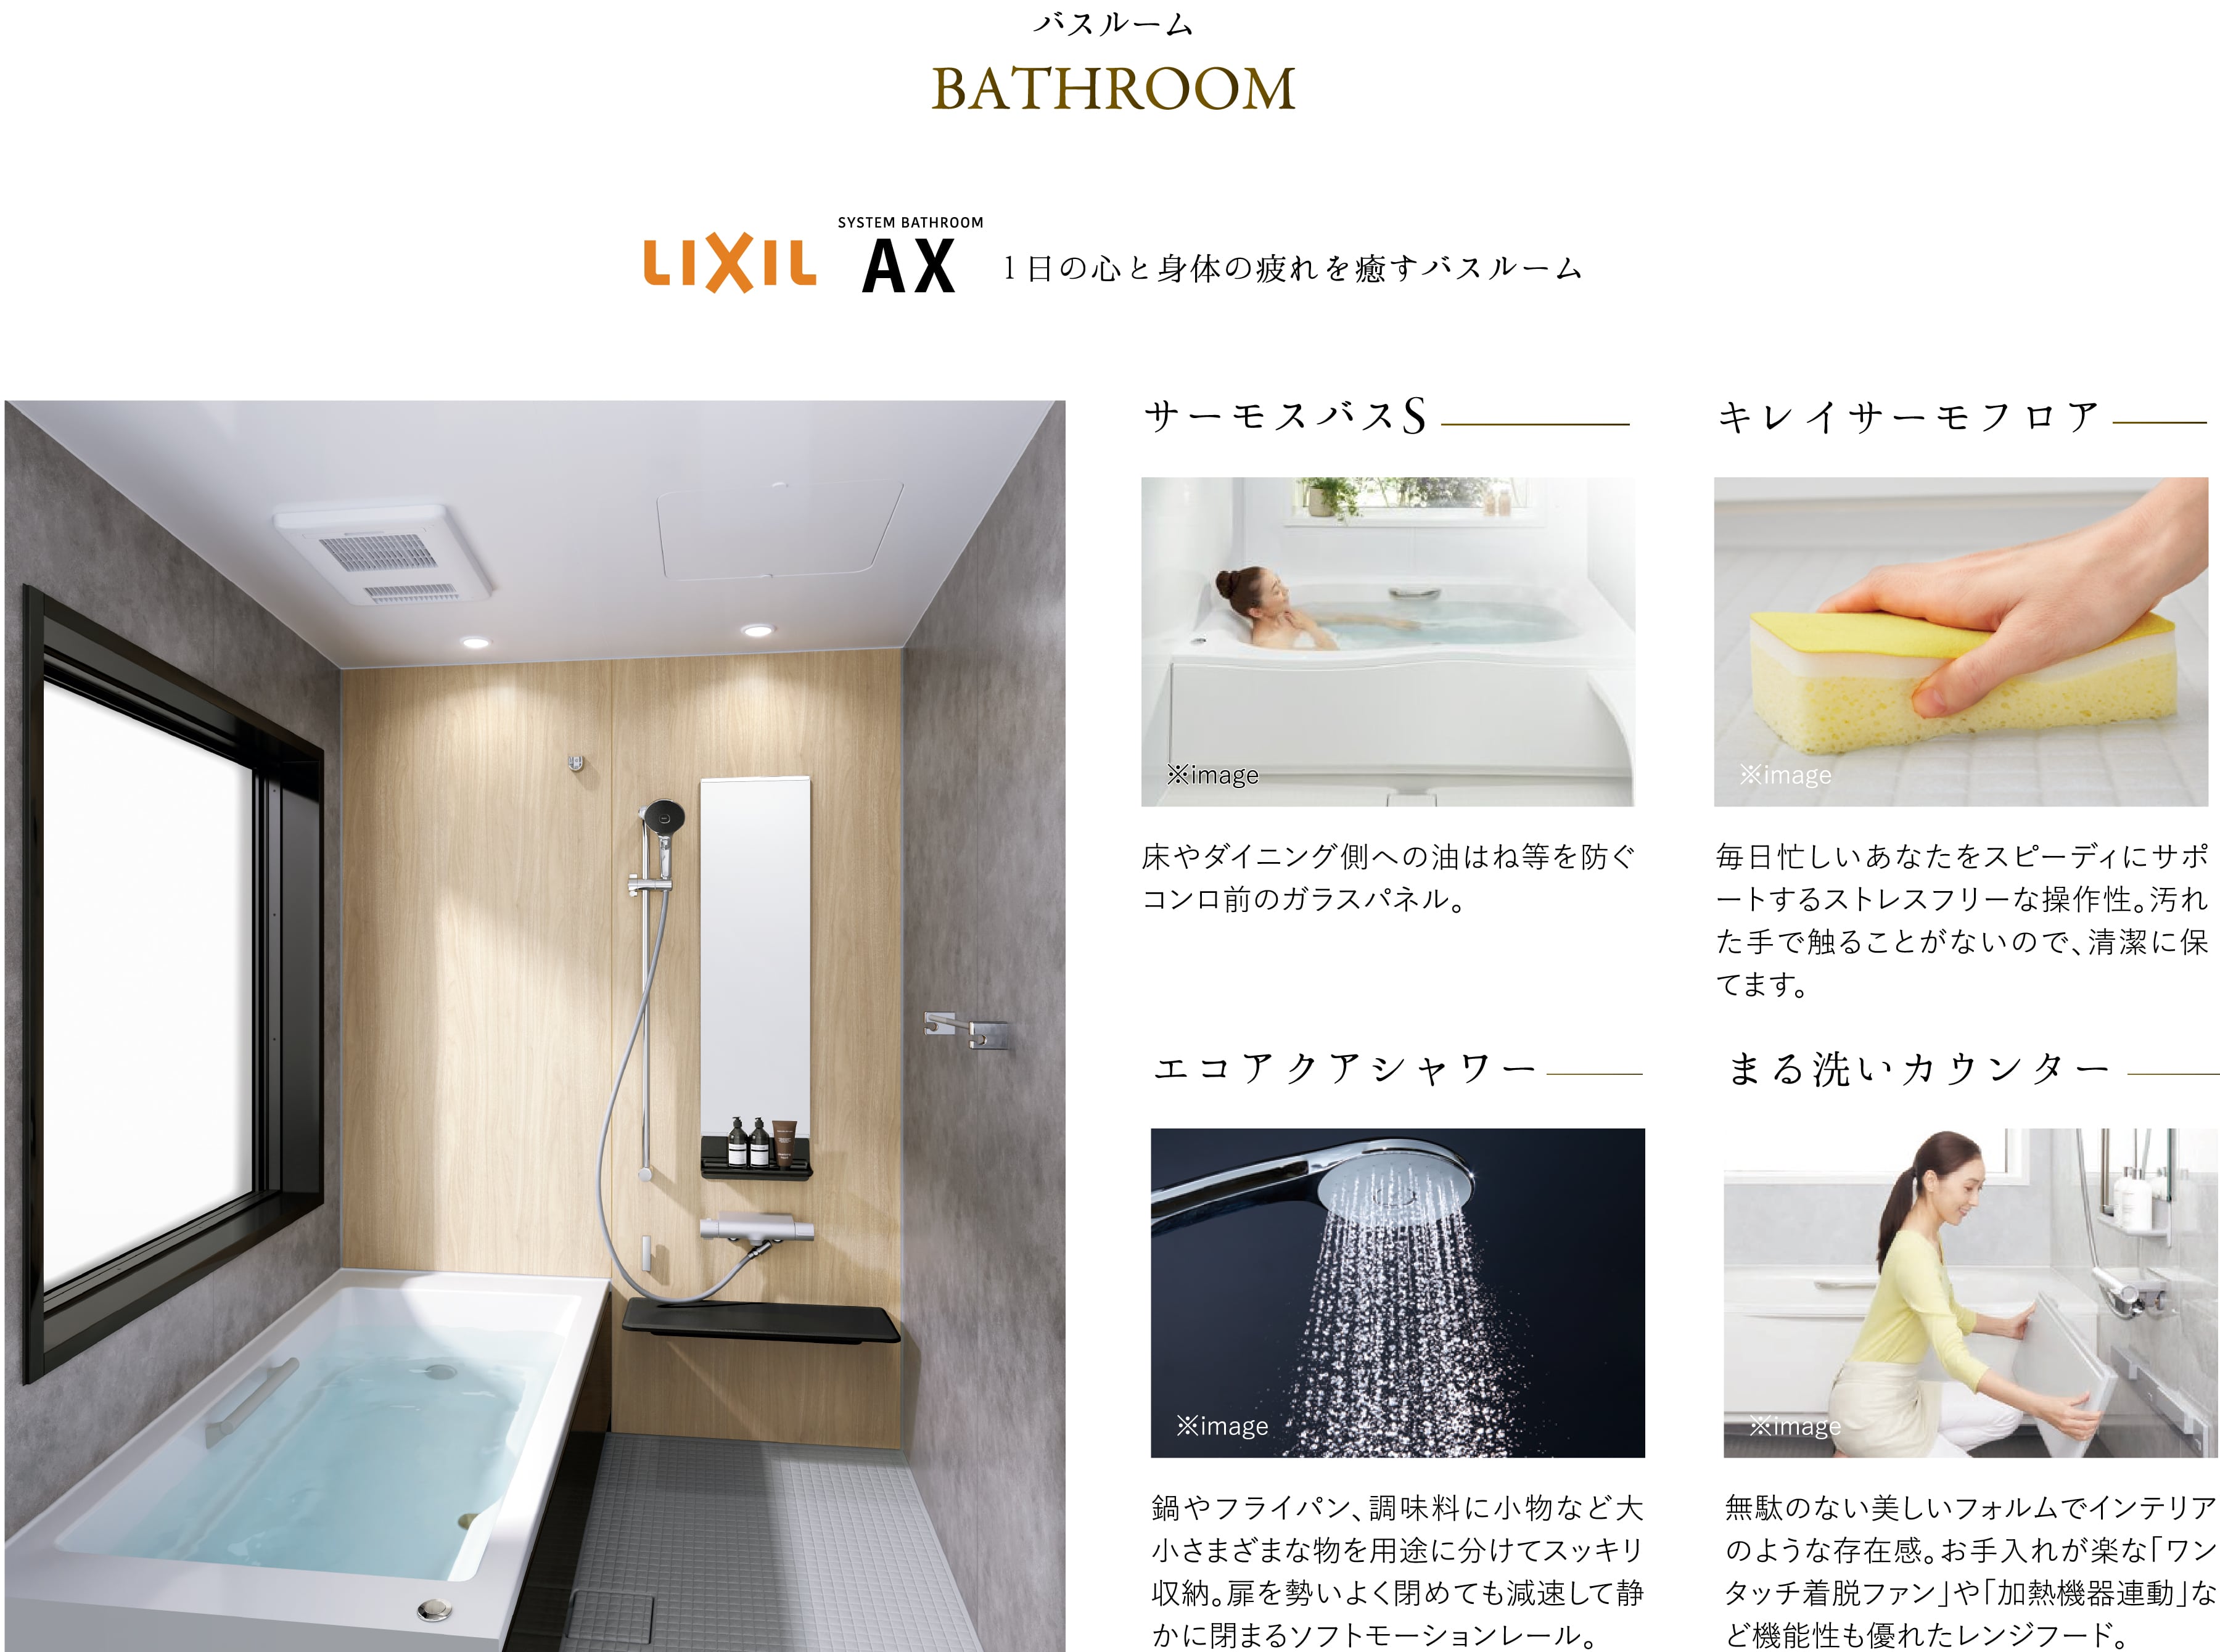 バスルーム
BATHROOM
LIXIL
SYSTEM BATHROOM
AX
1日の心と身体の疲れを癒すバスルーム
サーモスバスS
※image
床やダイニング側への油はね等を防ぐ
コンロ前のガラスパネル。
キレイサーモフロア
※image
毎日忙しいあなたをスピーディにサポ
ートするストレスフリーな操作性。汚れ
た手で触ることがないので、清潔に保
てます。
エコアクアシャワー
※image
鍋やフライパン、調味料に小物など大
小さまざまな物を用途に分けてスッキリ
収納。扉を勢いよく閉めても減速して静
かに閉まるソフトモーションレール。
まる洗いカウンター
※image
無駄のない美しいフォルムでインテリア
のような存在感。お手入れが楽な「ワン
タッチ着脱ファン」や「加熱機器連動」な
ど機能性も優れたレンジフード。